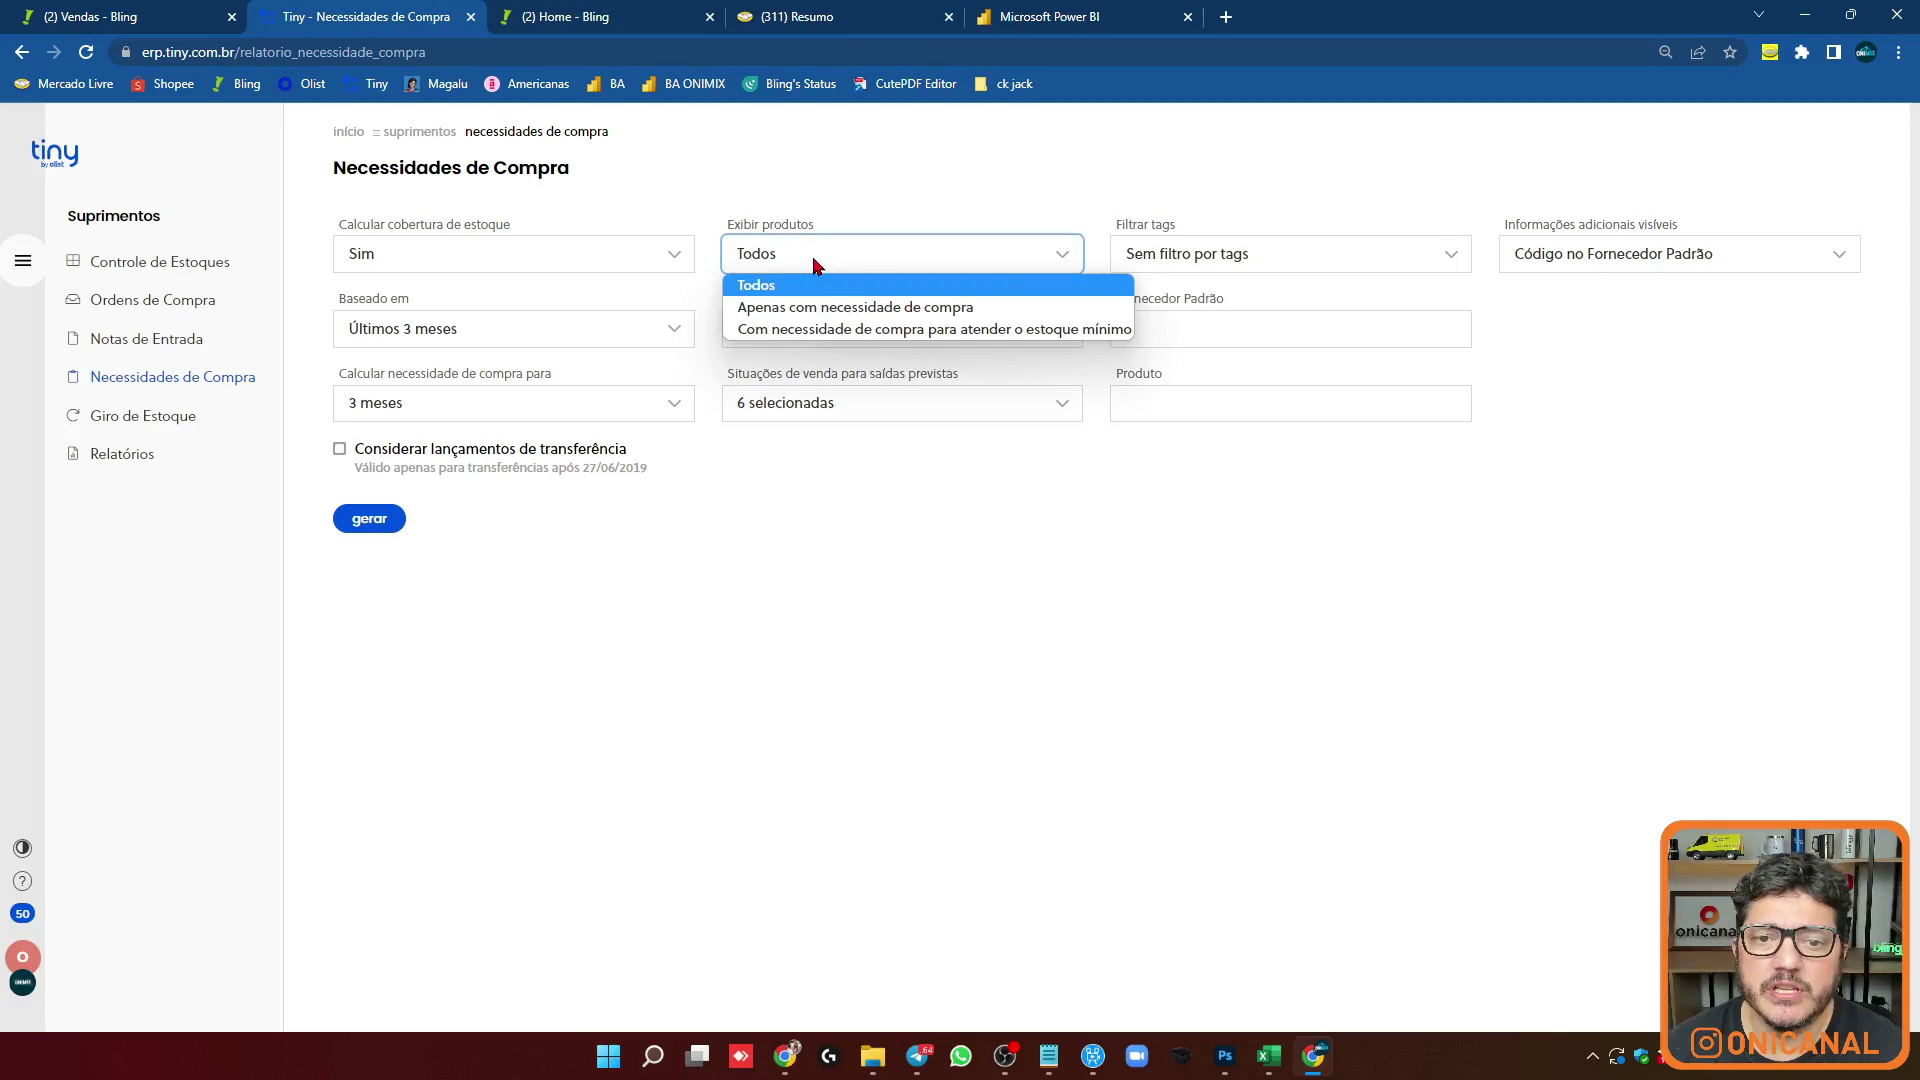 (2) Vendas - Bling
Tiny - Necessidades de Compra
(2) Home - Bling
(311) Resumo
Microsoft Power BI
erp.tiny.com.br/relatorio_necessidade_compra
Mercado Livre
Shopee
Bling
Olist
Tiny
Magalu
Americanas
BA
BA ONIMIX
Bling's Status
CutePDF Editor
ck jack
tiny
by olist
Suprimentos
Controle de Estoques
Ordens de Compra
Notas de Entrada
Necessidades de Compra
Giro de Estoque
Relatórios
50
O
início
suprimentos
necessidades de compra
Necessidades de Compra
Calcular cobertura de estoque
Sim
Exibir produtos
Todos
Filtrar tags
Sem filtro por tags
Informações adicionais visíveis
Código no Fornecedor Padrão
Todos
Apenas com necessidade de compra
Com necessidade de compra para atender o estoque mínimo
Baseado em
Últimos 3 meses
necedor Padrão
Calcular necessidade de compra para
3 meses
Situações de venda para saídas previstas
6 selecionadas
Produto
Considerar lançamentos de transferência
Válido apenas para transferências após 27/06/2019
gerar
onicana
bling
ONICANAL
64
Ps